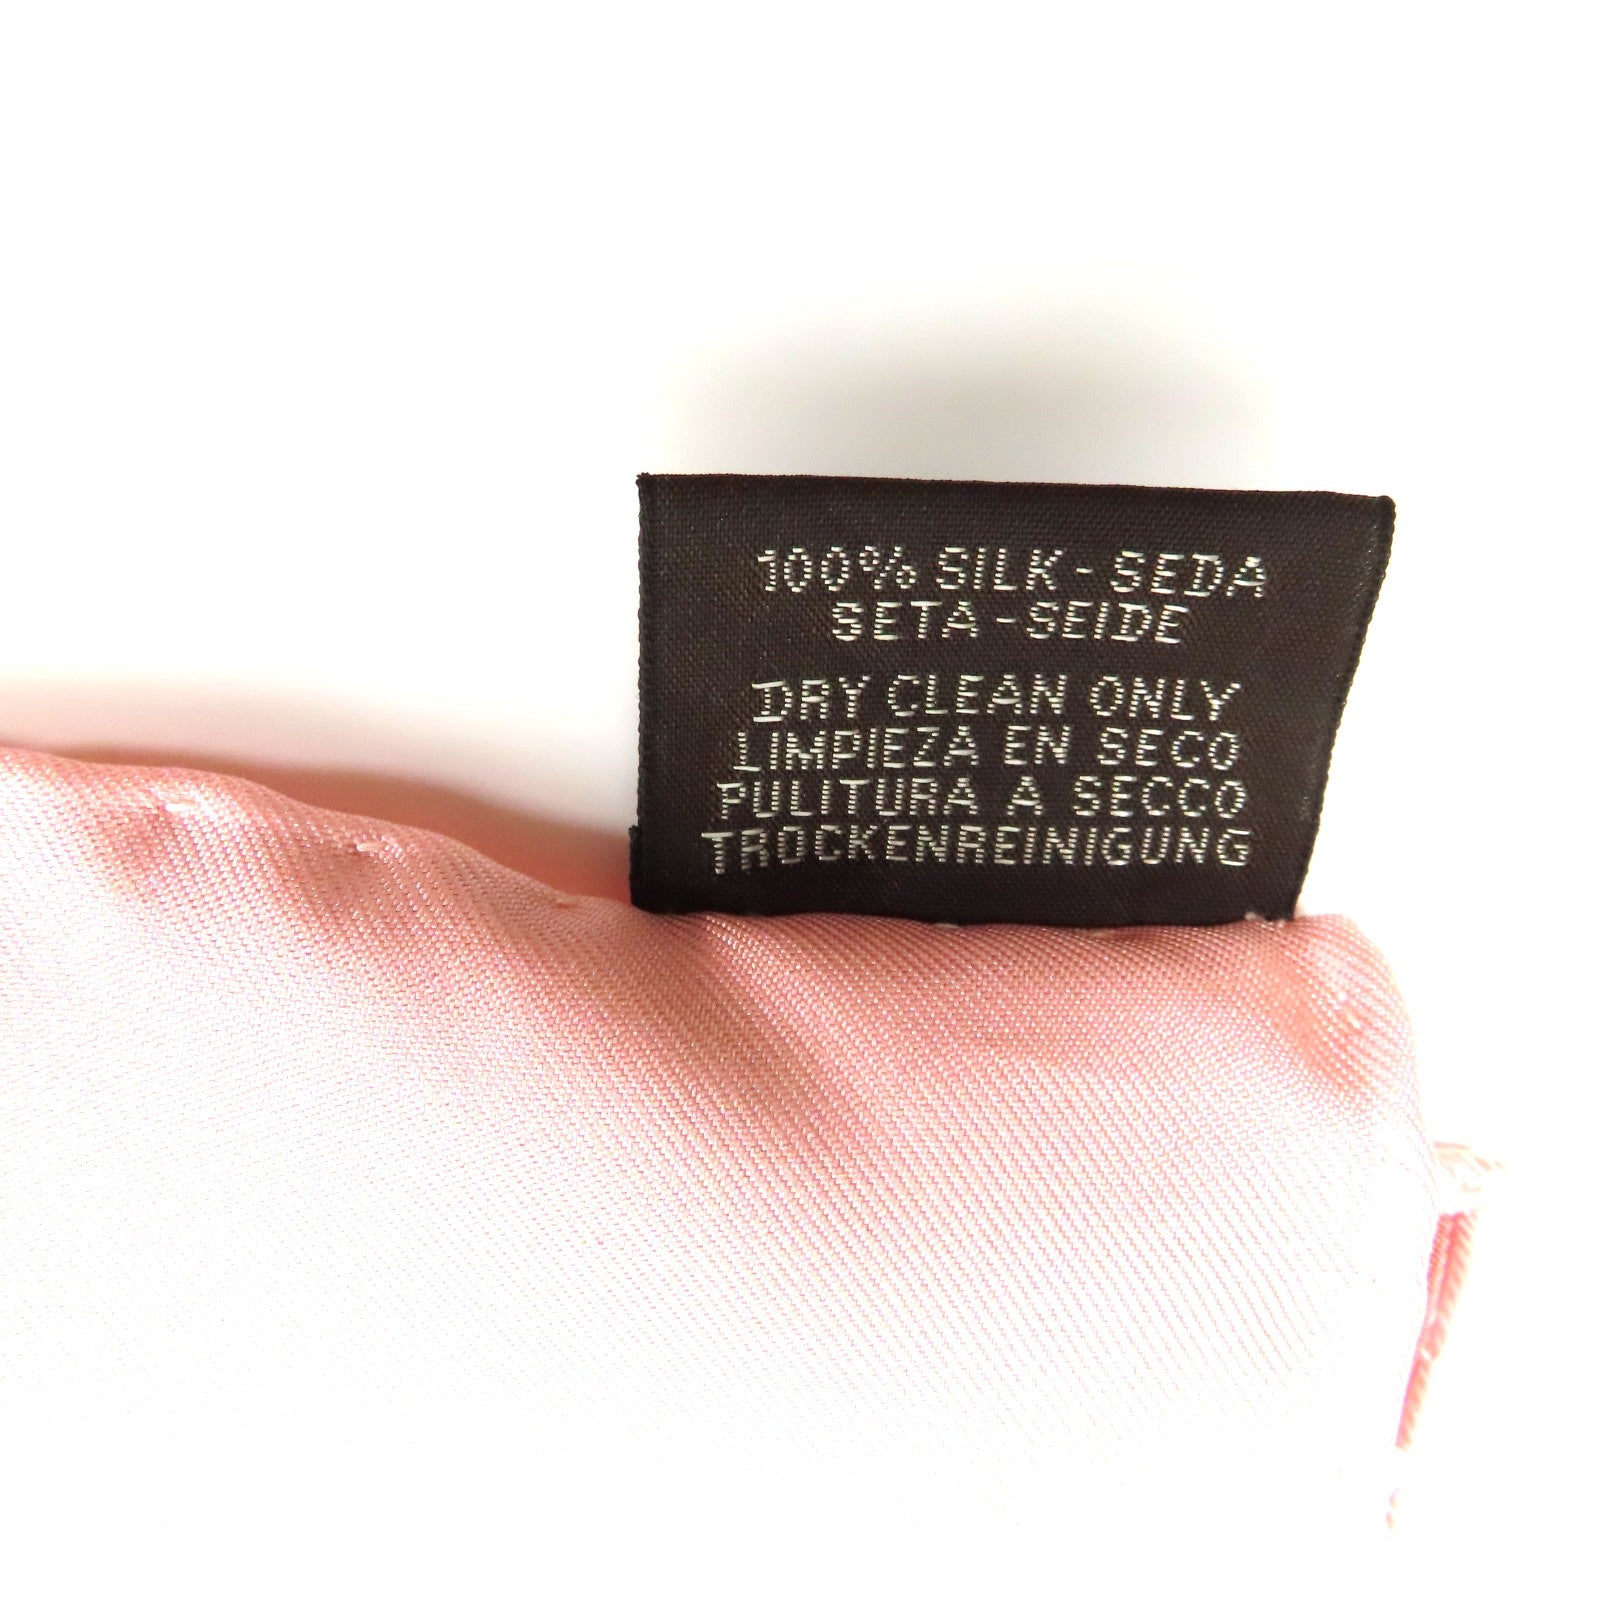 100% SILK - SEDA
SETA - SEIDE
DRY CLEAN ONLY
LIMPIEZA EN SECO
PULITURA A SECCO
TROCKENREINIGUNG